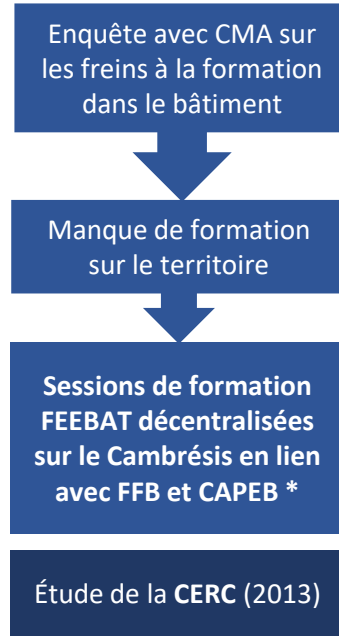 Enquête avec CMA sur
les freins à la formation
dans le bâtiment
Manque de formation
sur le territoire
Sessions de formation
FEEBAT décentralisées
sur le Cambrésis en lien
avec FFB et CAPEB *
Étude de la CERC (2013)